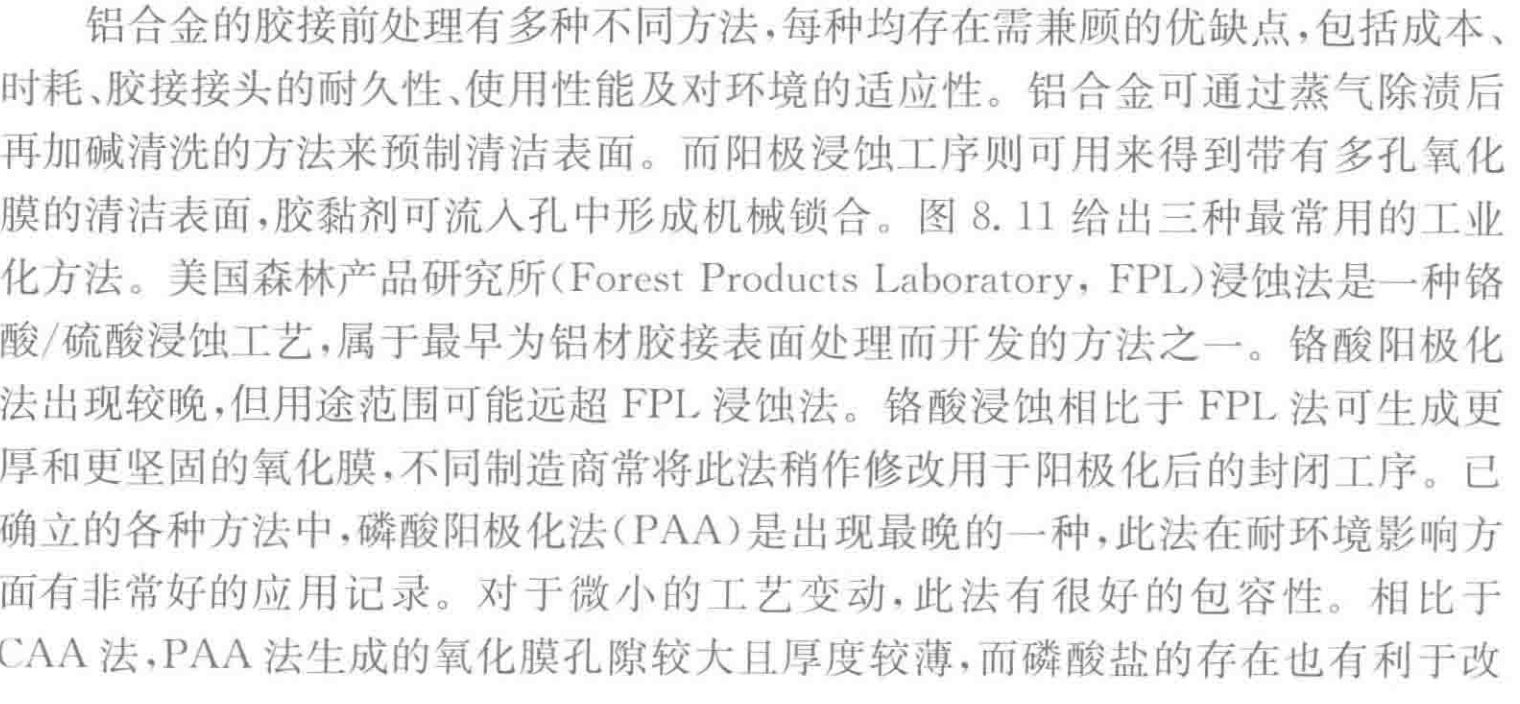 铝合金的胶接前处理有多种不同方法,每种均存在需兼顾的优缺点,包括成本、
时耗、胶接接头的耐久性、使用性能及对环境的适应性。铝合金可通过蒸气除渍后
再加碱清洗的方法来预制清洁表面。而阳极浸蚀工序则可用来得到带有多孔氧化
膜的清洁表面,胶黏剂可流入孔中形成机械锁合。图 8.11 给出三种最常用的工业
化方法。美国森林产品研究所(Forest Products Laboratory, FPL)浸蚀法是一种铬
酸/硫酸浸蚀工艺,属于最早为铝材胶接表面处理而开发的方法之一。铬酸阳极化
法出现较晚,但用途范围可能远超 FPL 浸蚀法。铬酸浸蚀相比于 FPL 法可生成更
厚和更坚固的氧化膜,不同制造商常将此法稍作修改用于阳极化后的封闭工序。已
确立的各种方法中,磷酸阳极化法(PAA)是出现最晚的一种,此法在耐环境影响方
面有非常好的应用记录。对于微小的工艺变动,此法有很好的包容性。相比于
CAA 法,PAA 法生成的氧化膜孔隙较大且厚度较薄,而磷酸盐的存在也有利于改